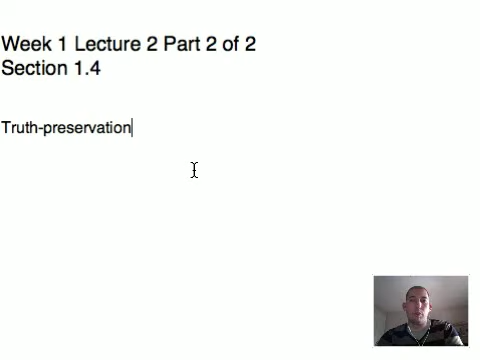 Week 1 Lecture 2 Part 2 of 2
Section 1.4
Truth-preservation